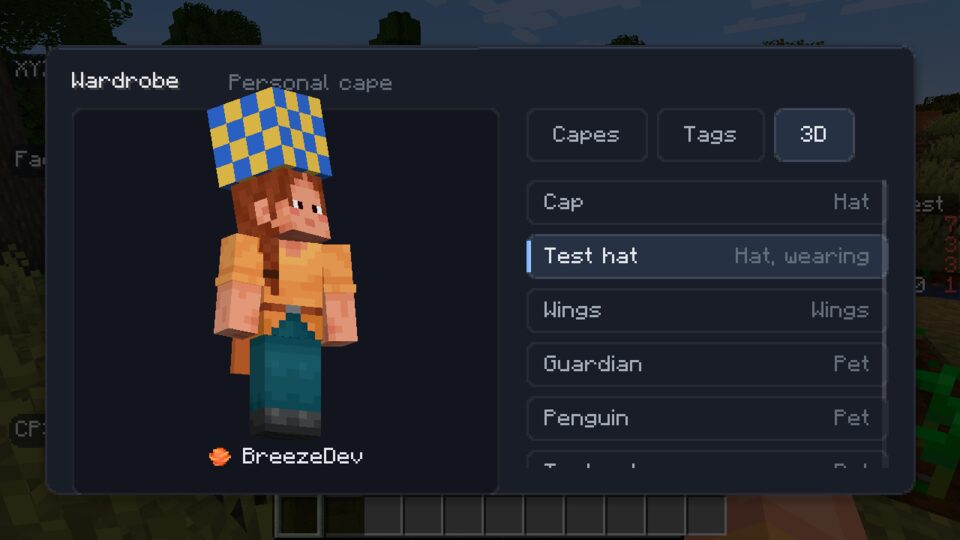 Wardrobe
Personal cape
Capes
Tags
3D
Cap
Hat
Test hat
Hat, wearing
Wings
Wings
Guardian
Pet
Penguin
Pet
BreezeDev